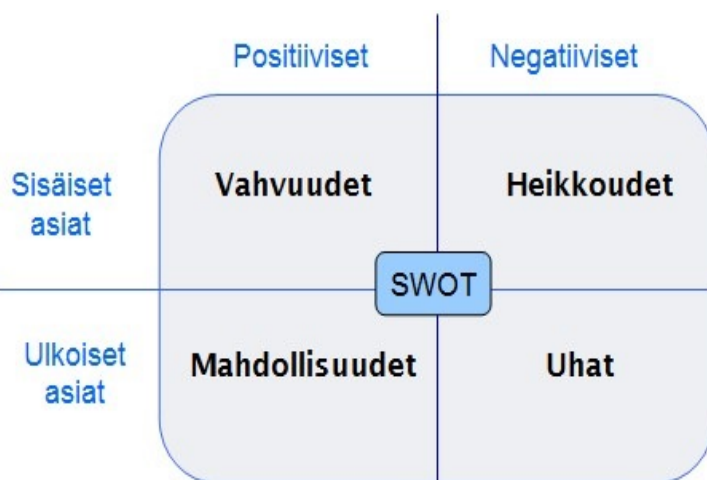 Positiiviset Negatiiviset
Sisäiset
asiat
Vahvuudet Heikkoudet
SWOT
Ulkoiset
asiat
Mahdollisuudet Uhat